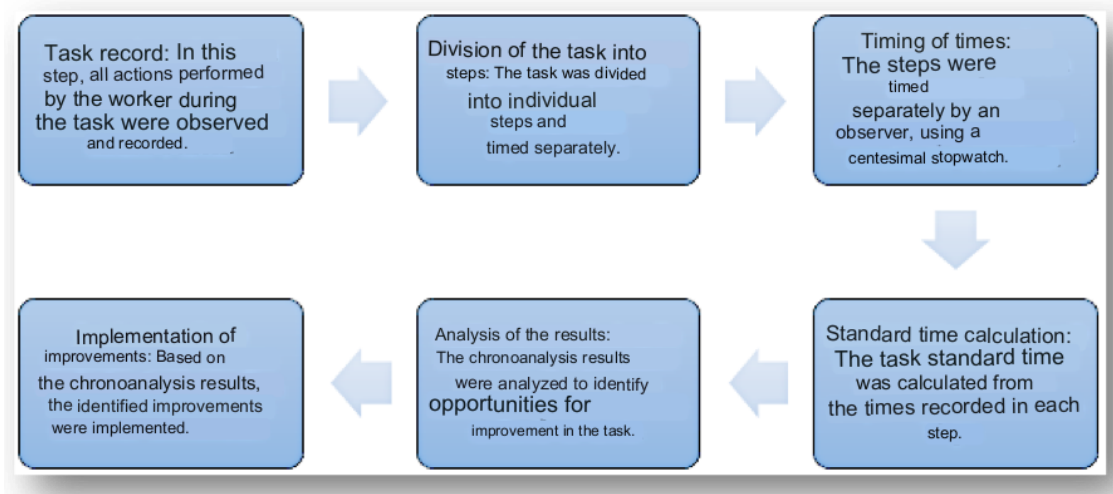 Task record: In this
step, all actions performed
by the worker during
the task were observed
and recorded.
Division of the task into
steps: The task was divided
into individual
steps and
timed separately.
Timing of times:
The steps were
timed
separately by an
observer, using a
centesimal stopwatch.
Standard time calculation:
The task standard time
was calculated from
the times recorded in each
step.
Analysis of the results:
The chronoanalysis results
were analyzed to identify
opportunities for
improvement in the task.
Implementation of
improvements: Based on
the chronoanalysis results,
the identified improvements
were implemented.